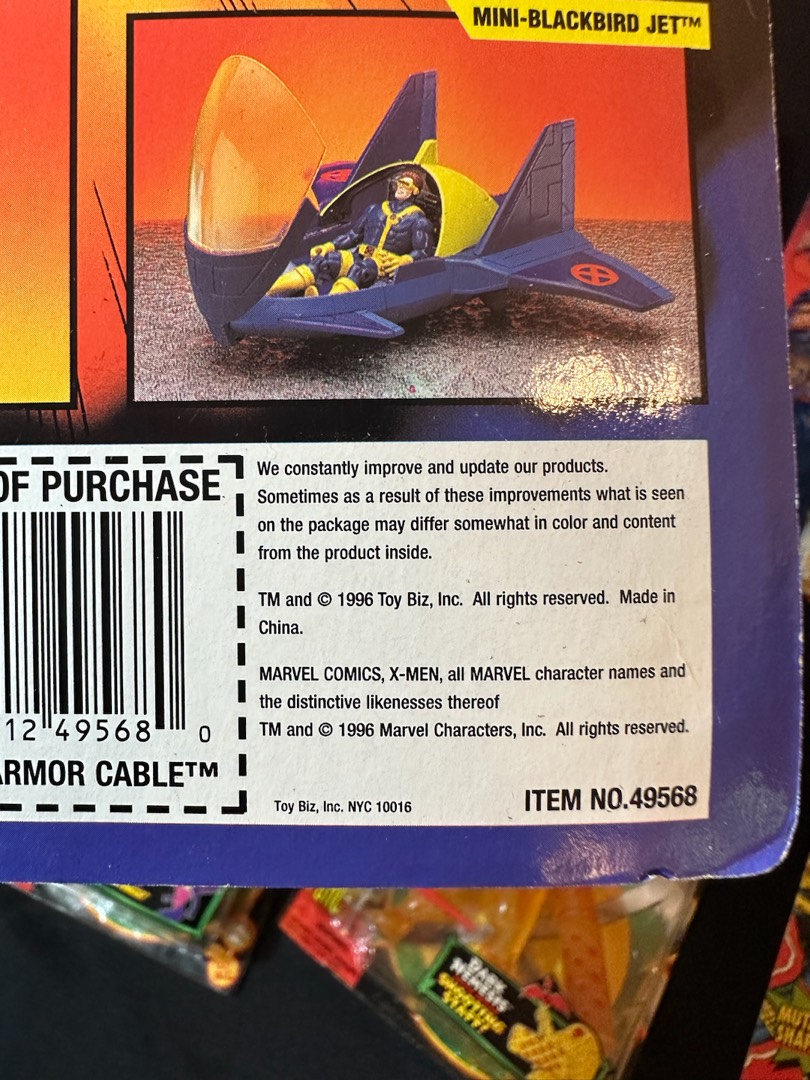 MINI-BLACKBIRD JET™
OF PURCHASE
12 49568 0
ARMOR CABLE™
We constantly improve and update our products.
Sometimes as a result of these improvements what is seen
on the package may differ somewhat in color and content
from the product inside.
TM and © 1996 Toy Biz, Inc. All rights reserved. Made in
China.
MARVEL COMICS, X-MEN, all MARVEL character names and
the distinctive likenesses thereof
TM and © 1996 Marvel Characters, Inc. All rights reserved.
Toy Biz, Inc. NYC 10016
ITEM NO.49568
DARK
NEMESIS